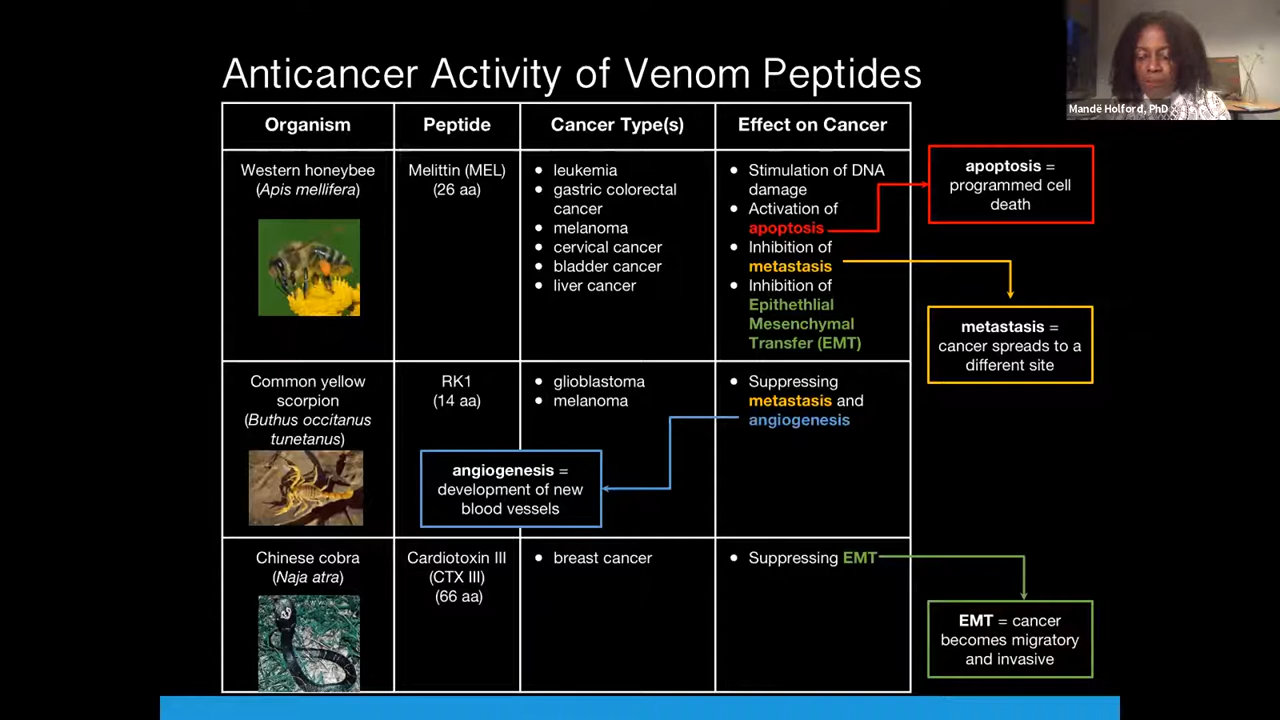 Anticancer Activity of Venom Peptides
Mandë Holford, PhD
Organism
Peptide
Cancer Type(s)
Effect on Cancer
Western honeybee
(Apis mellifera)
Melittin (MEL)
(26 aa)
• leukemia
• gastric colorectal
cancer
• melanoma
• cervical cancer
• bladder cancer
• liver cancer
• Stimulation of DNA
damage
• Activation of
apoptosis
• Inhibition of
metastasis
• Inhibition of
Epithethlial
Mesenchymal
Transfer (EMT)
apoptosis =
programmed cell
death
metastasis =
cancer spreads to a
different site
Common yellow
scorpion
(Buthus occitanus
tunetanus)
RK1
(14 aa)
• glioblastoma
• melanoma
• Suppressing
metastasis and
angiogenesis
angiogenesis =
development of new
blood vessels
Chinese cobra
(Naja atra)
Cardiotoxin III
(CTX III)
(66 aa)
• breast cancer
• Suppressing EMT
EMT = cancer
becomes migratory
and invasive